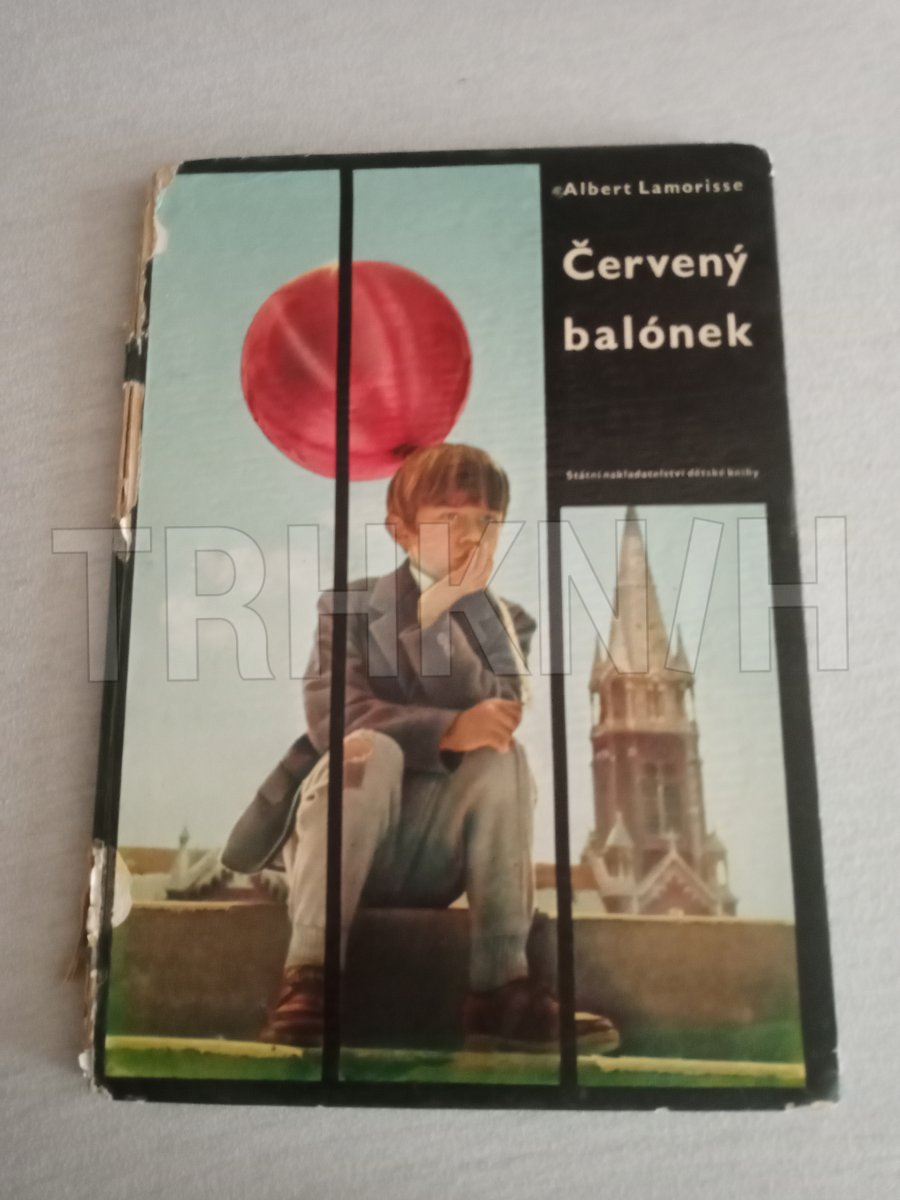 Albert Lamorisse
Červený
balónek
Státní nakladatelství dětské knihy
TRHKNIH